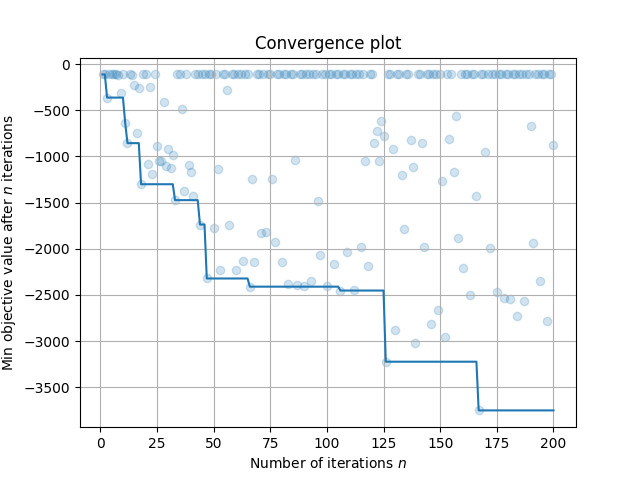 Convergence plot
Min objective value after n iterations
0
−500
−1000
−1500
−2000
−2500
−3000
−3500
0 25 50 75 100 125 150 175 200
Number of iterations n